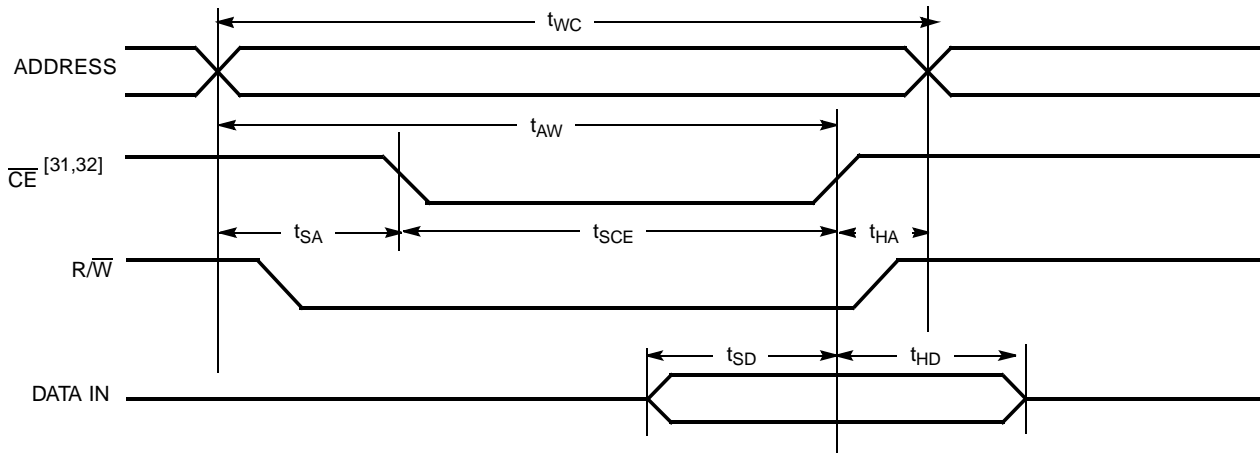 tWC
ADDRESS
tAW
CE [31,32]
tSA
tSCE
tHA
R/W
tSD
tHD
DATA IN